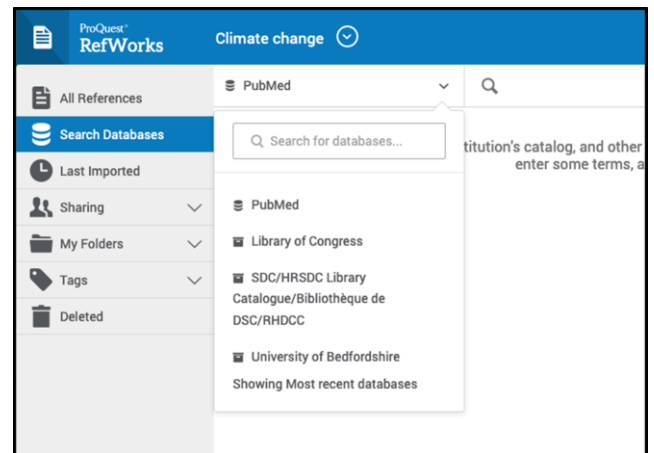 ProQuest
RefWorks
Climate change
All References
Search Databases
Last Imported
Sharing
My Folders
Tags
Deleted
PubMed
Search for databases...
PubMed
Library of Congress
SDC/HRSDC Library
Catalogue/Bibliothèque de
DSC/RHDCC
University of Bedfordshire
Showing Most recent databases
titution's catalog, and other
enter some terms, a